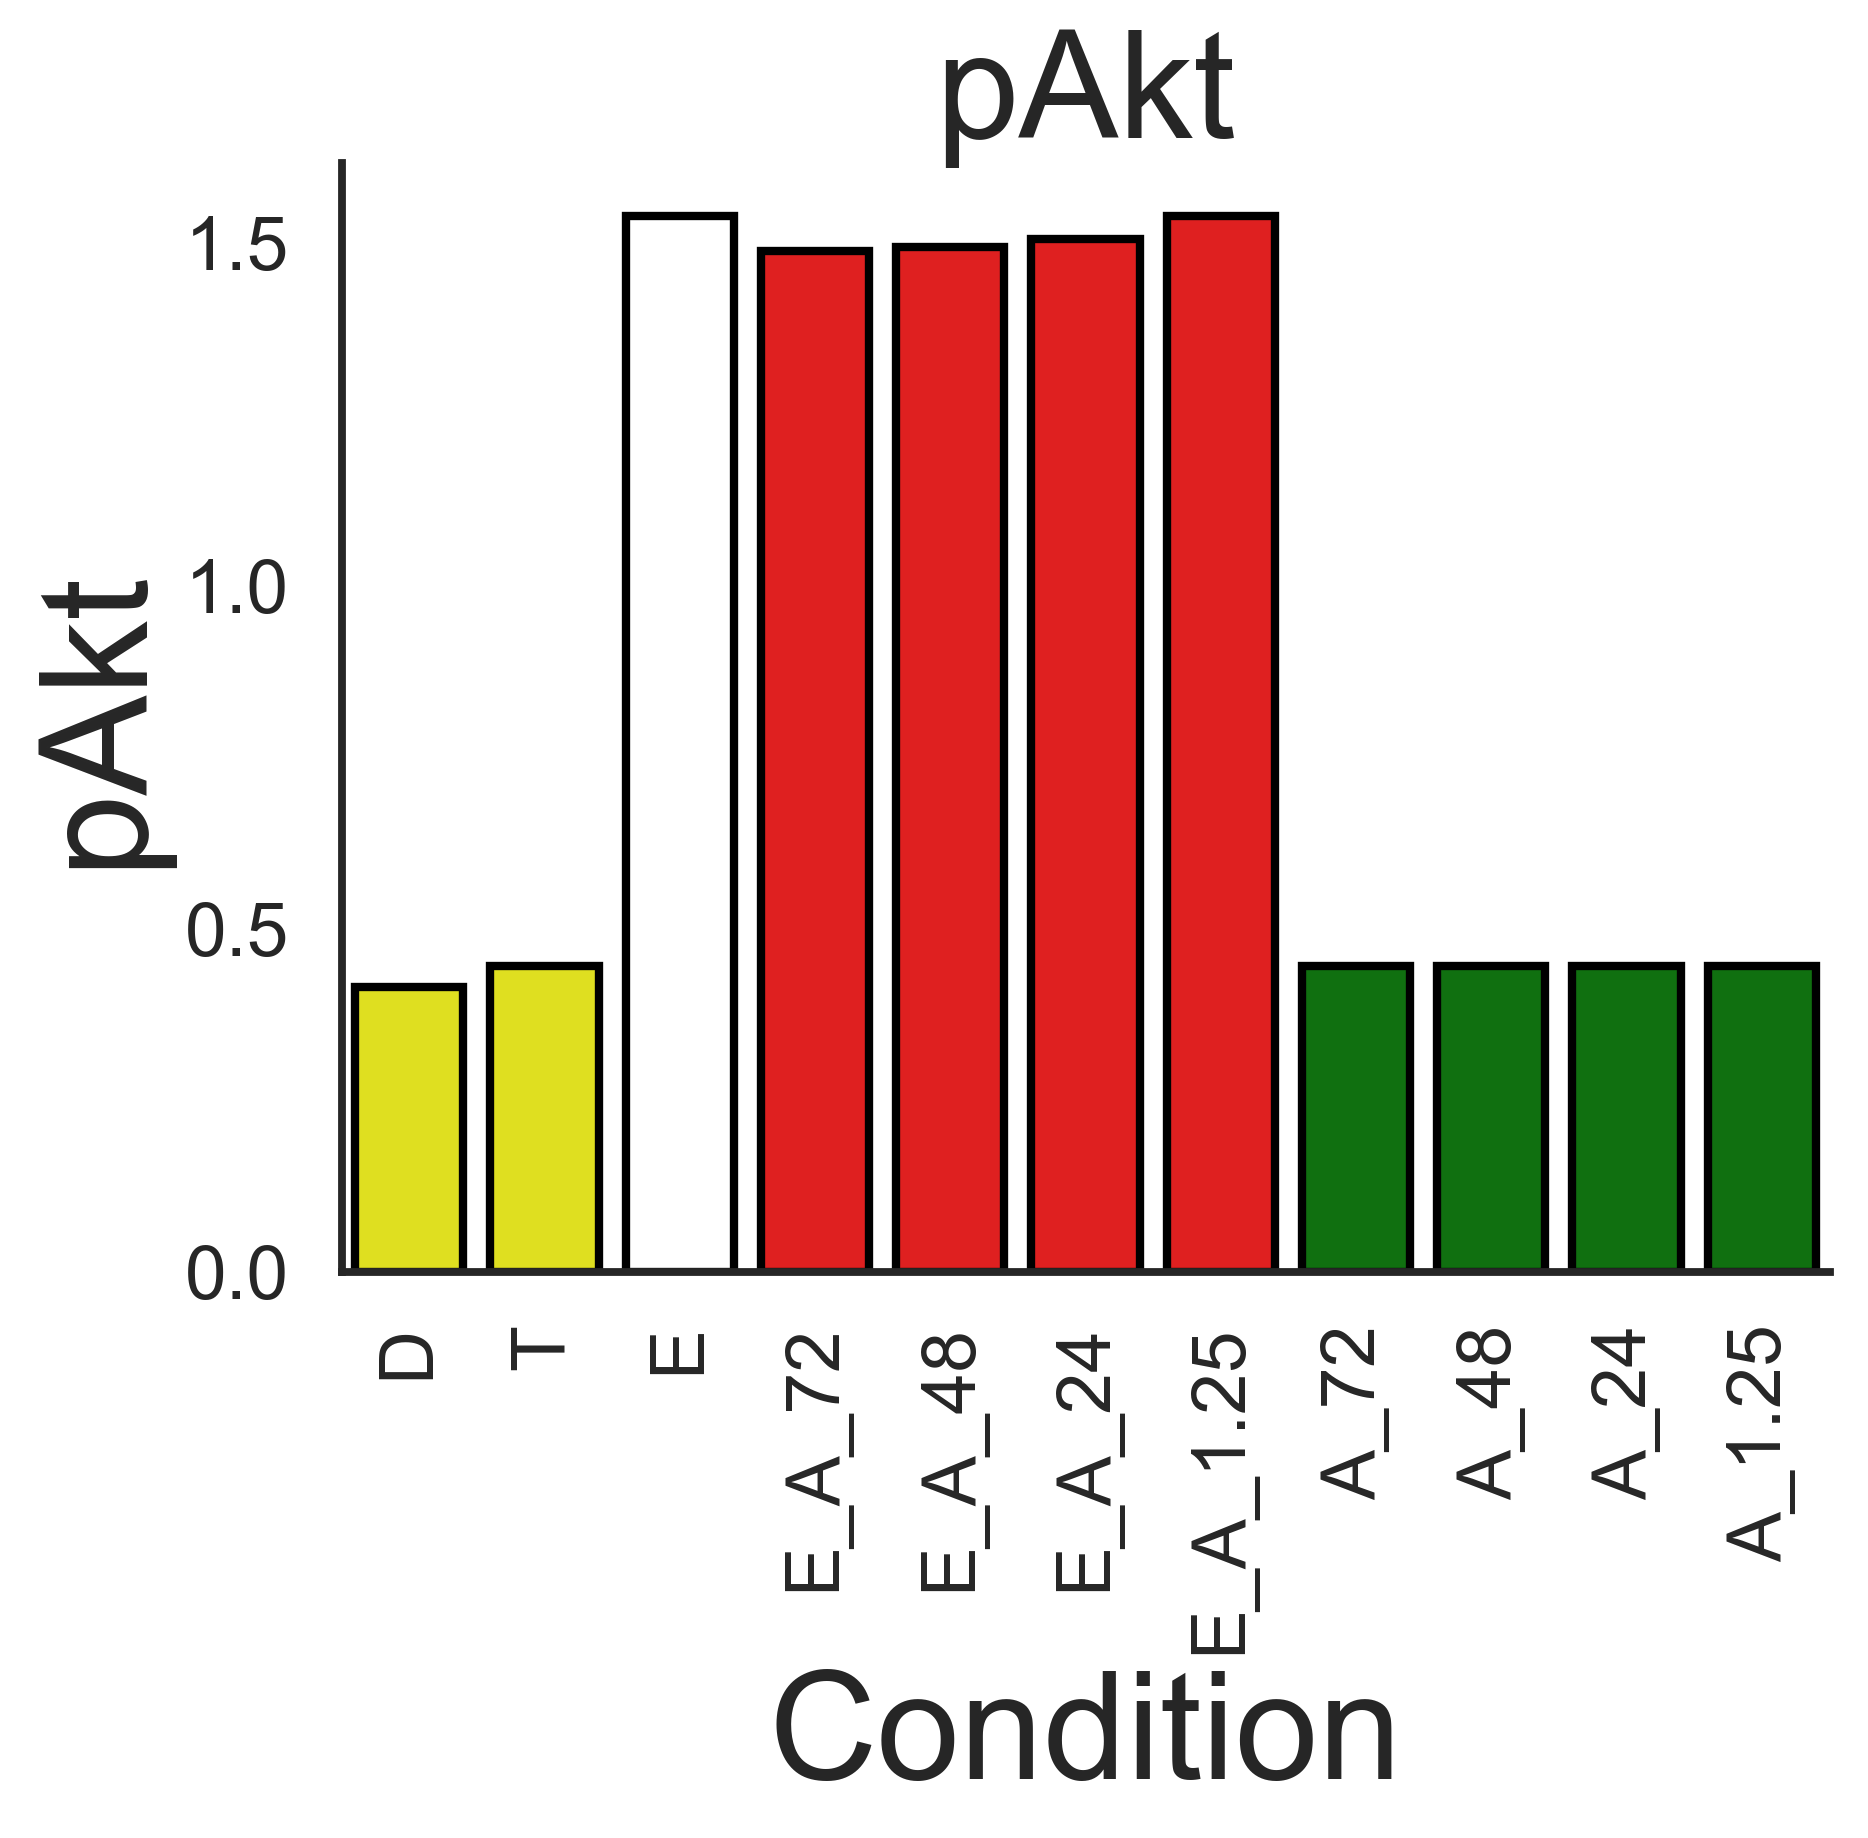 pAkt
pAkt
1.5
1.0
0.5
0.0
D
T
E
E_A_72
E_A_48
E_A_24
E_A_1.25
A_72
A_48
A_24
A_1.25
Condition